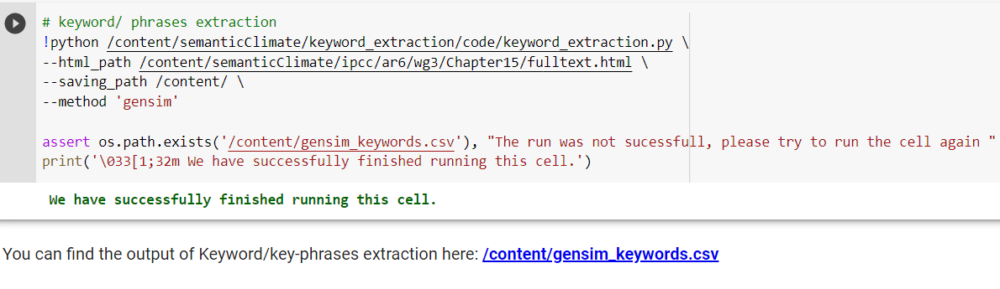 # keyword/ phrases extraction
!python /content/semanticClimate/keyword_extraction/code/keyword_extraction.py \
--html_path /content/semanticClimate/ipcc/ar6/wg3/Chapter15/fulltext.html \
--saving_path /content/ \
--method 'gensim'
assert os.path.exists('/content/gensim_keywords.csv'), "The run was not sucessfull, please try to run the cell again "
print('\033[1;32m We have successfully finished running this cell.')
We have successfully finished running this cell.
You can find the output of Keyword/key-phrases extraction here: /content/gensim_keywords.csv